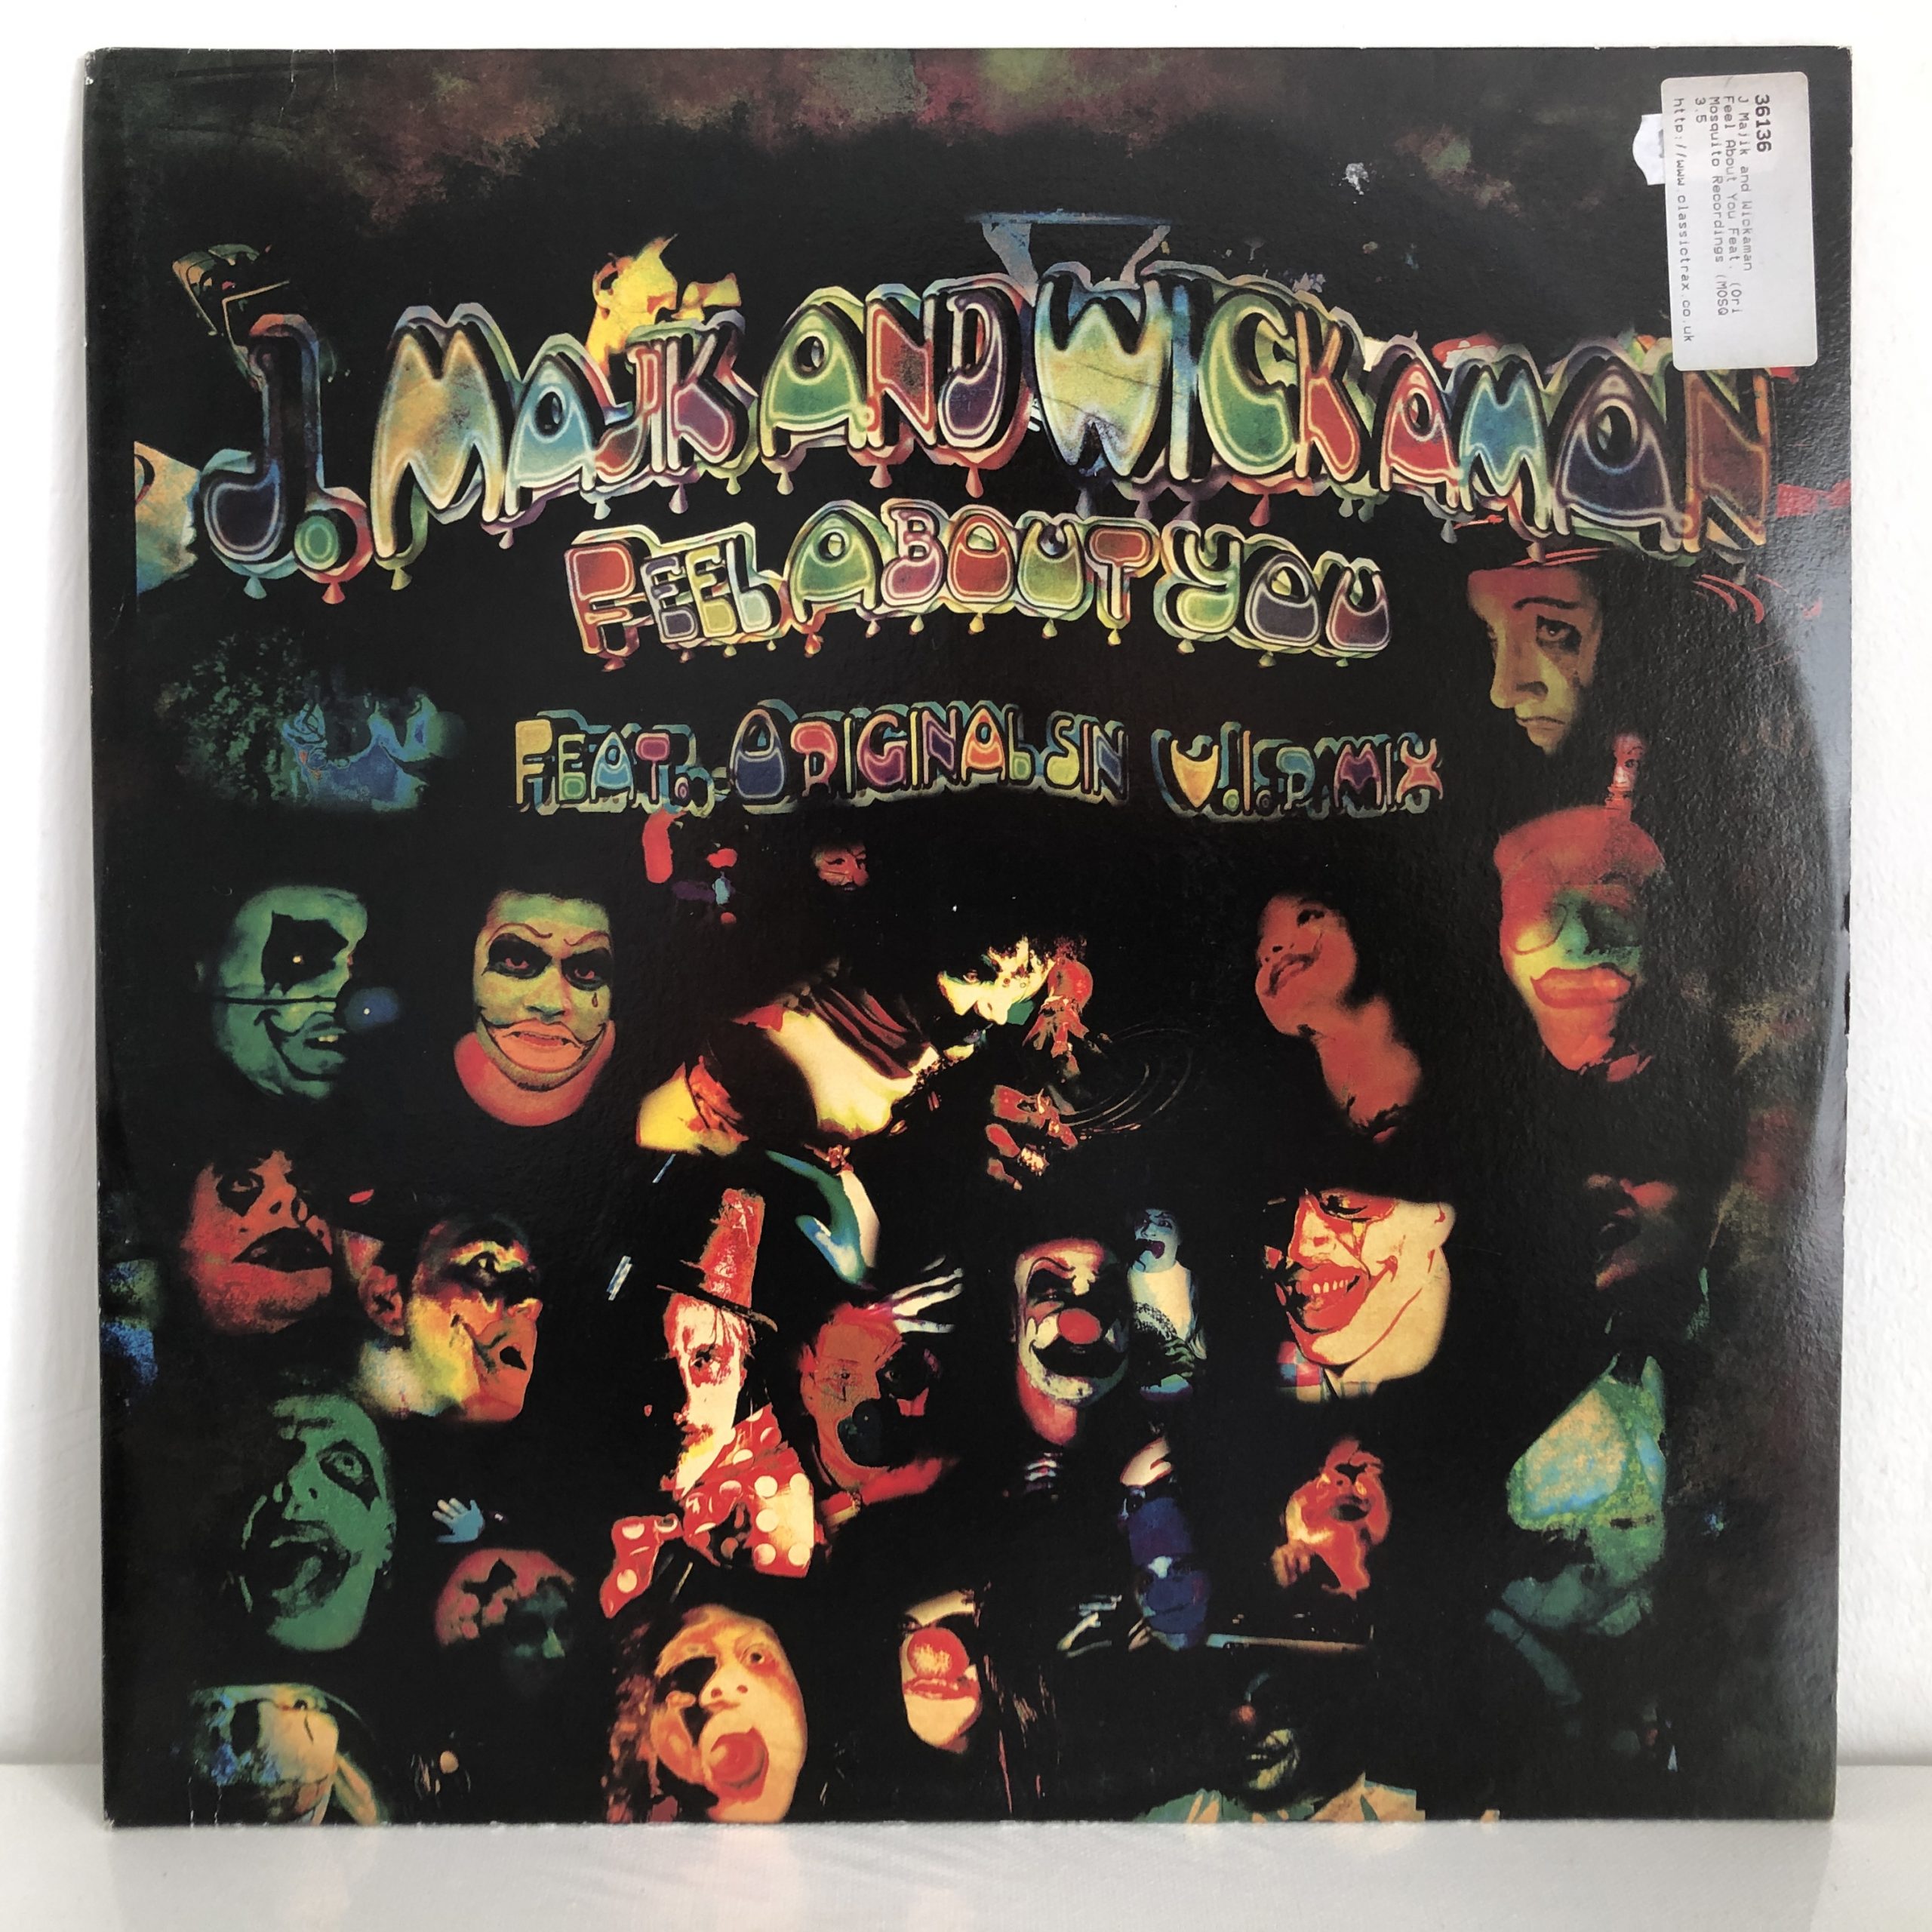 J. MAJIK AND WICKAMAN
FEEL ABOUT YOU
FEAT. ORIGINAL SIN V.I.P MIX
36136
J Majik and Wickaman
Feel About You Feat. (Ori
Mosquito Recordings (MOSQ
3.5
http://www.classictrax.co.uk